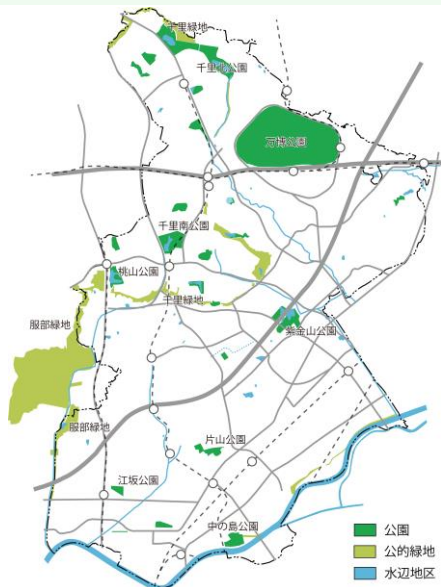 千里緑地
千里北公園
万博公園
千里南公園
桃山公園
千里緑地
服部緑地
紫金山公園
服部緑地
片山公園
江坂公園
中の島公園
公園
公的緑地
水辺地区